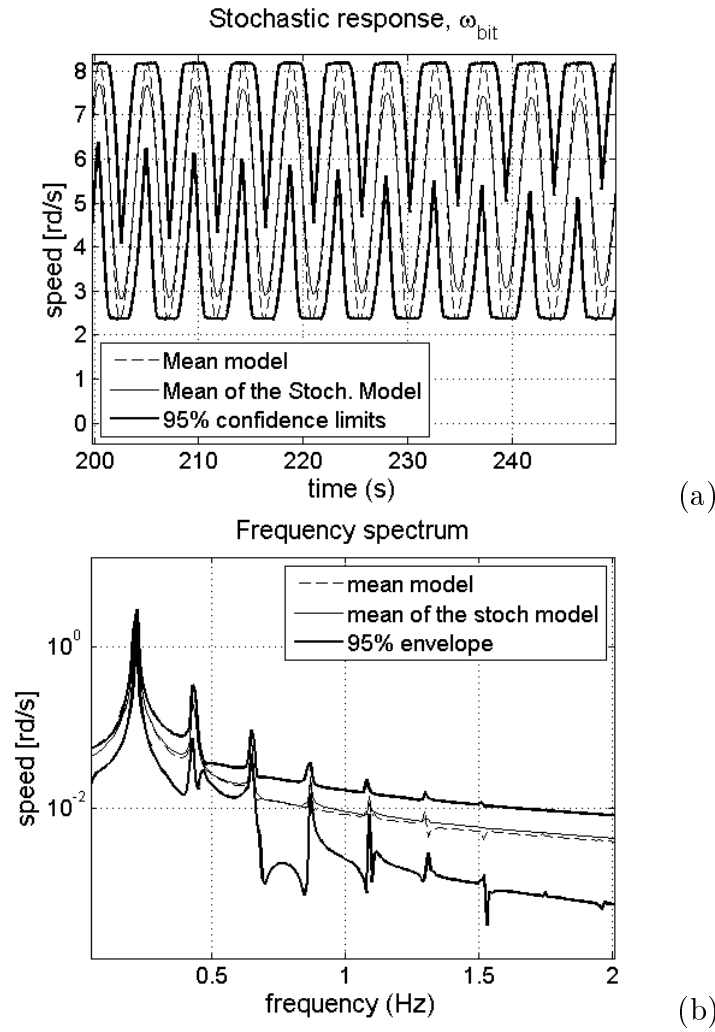 Stochastic response, ω_bit
8
7
6
5
4
3
2
1
0
speed [rd/s]
Mean model
Mean of the Stoch. Model
95% confidence limits
200 210 220 230 240
time (s)
(a)
Frequency spectrum
mean model
mean of the stoch model
95% envelope
10^0
10^-2
speed [rd/s]
0.5 1 1.5 2
frequency (Hz)
(b)